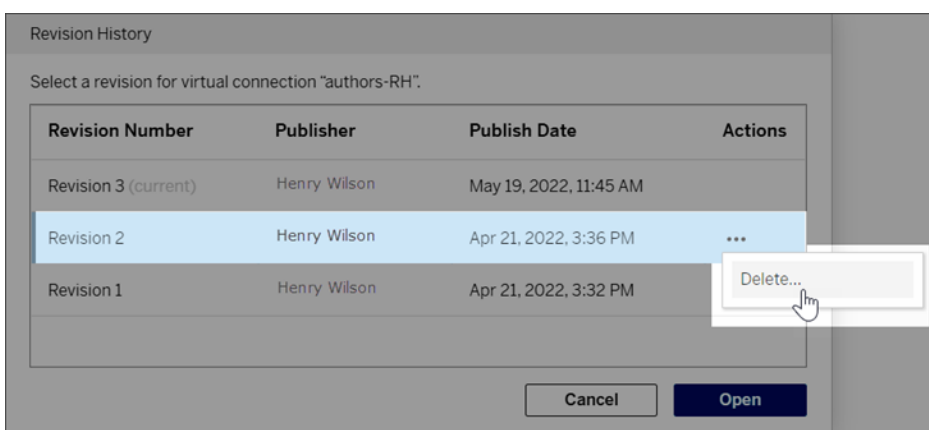 Revision History
Select a revision for virtual connection “authors-RH”.
Revision Number Publisher Publish Date Actions
Revision 3 (current) Henry Wilson May 19, 2022, 11:45 AM
Revision 2 Henry Wilson Apr 21, 2022, 3:36 PM •••
Delete...
Revision 1 Henry Wilson Apr 21, 2022, 3:32 PM
Cancel Open